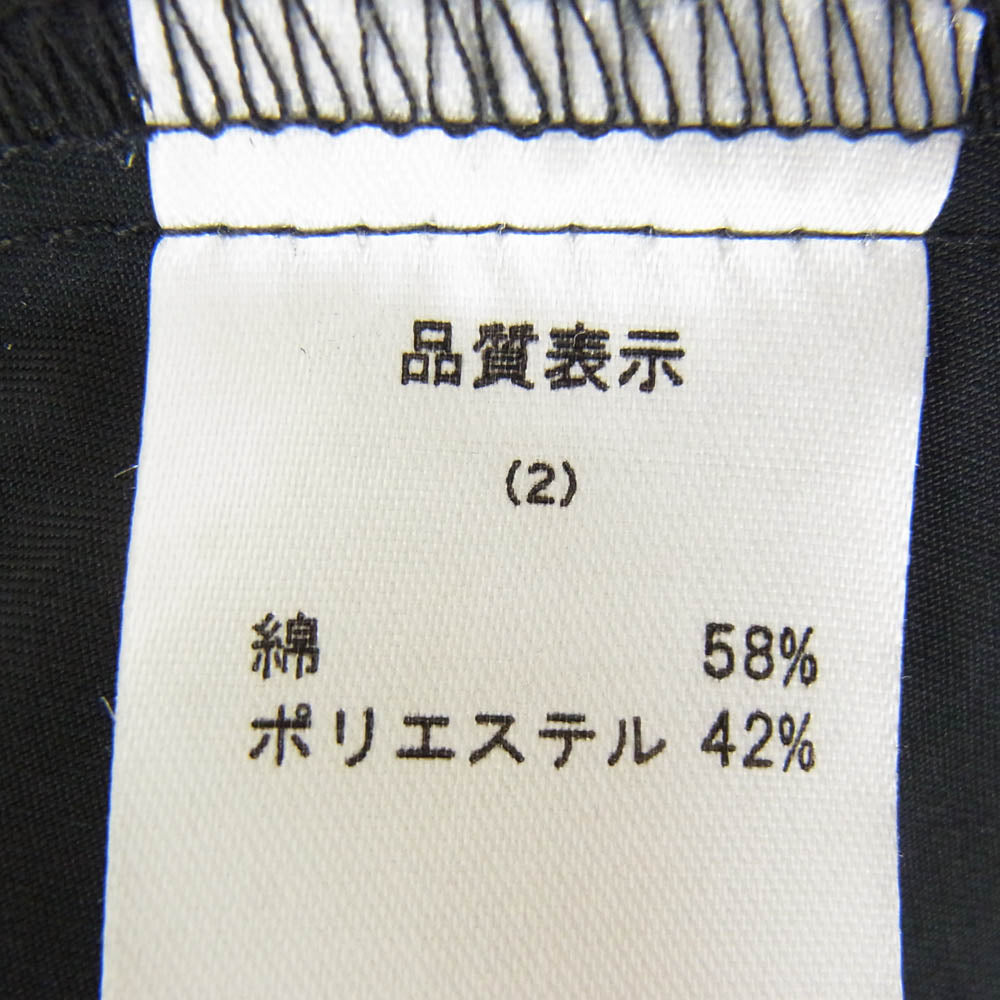 品質表示
(2)
綿 58%
ポリエステル 42%